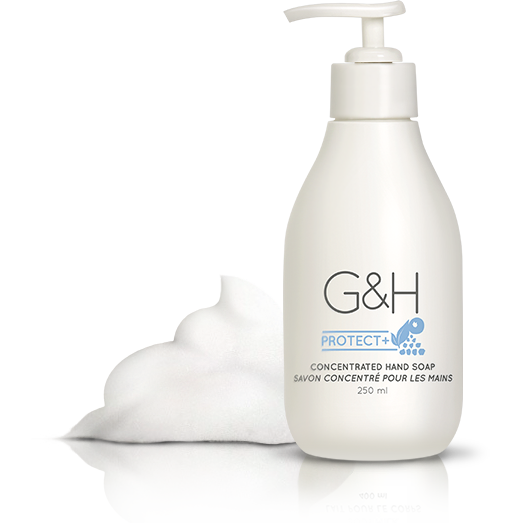 G&H
PROTECT+
CONCENTRATED HAND SOAP
SAVON CONCENTRÉ POUR LES MAINS
250 ml